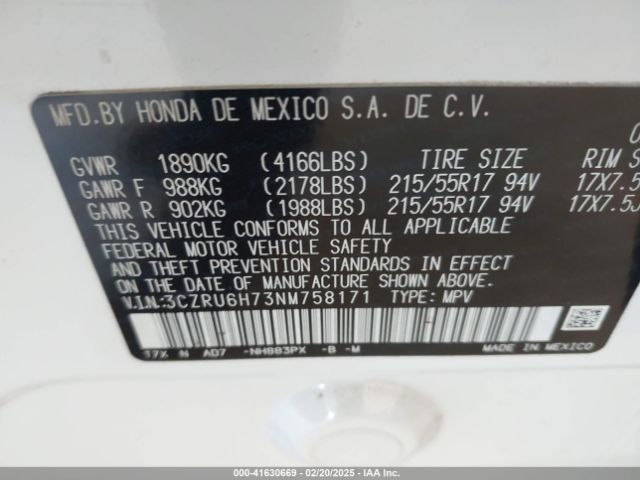 MFD.BY HONDA DE MEXICO S.A. DE C.V.
GVWR 1890KG (4166LBS) TIRE SIZE RIM S
GAWR F 988KG (2178LBS) 215/55R17 94V 17X7.5
GAWR R 902KG (1988LBS) 215/55R17 94V 17X7.5J
THIS VEHICLE CONFORMS TO ALL APPLICABLE
FEDERAL MOTOR VEHICLE SAFETY
AND THEFT PREVENTION STANDARDS IN EFFECT
ON THE DATE OF MANUFACTURE SHOWN ABOVE.
V.I.N.:3CZRU6H73NM758171 TYPE: MPV
17X N AD7 -NH883PX -B -M
MADE IN MEXICO
000-41630669 - 02/20/2025 - IAA Inc.